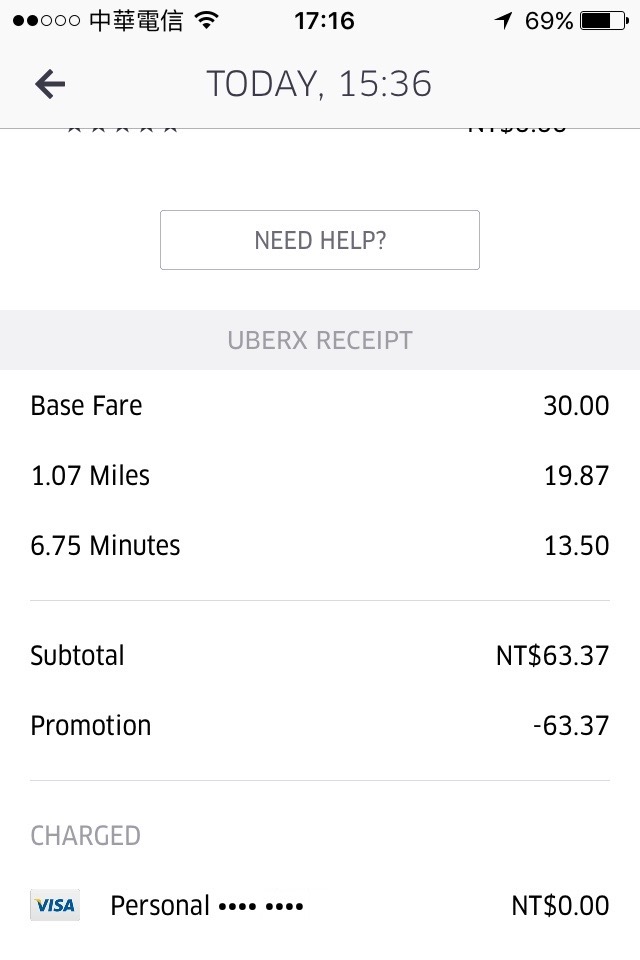 中華電信 17:16 69%
TODAY, 15:36
NEED HELP?
UBERX RECEIPT
Base Fare 30.00
1.07 Miles 19.87
6.75 Minutes 13.50
Subtotal NT$63.37
Promotion -63.37
CHARGED
VISA Personal •••• •••• NT$0.00